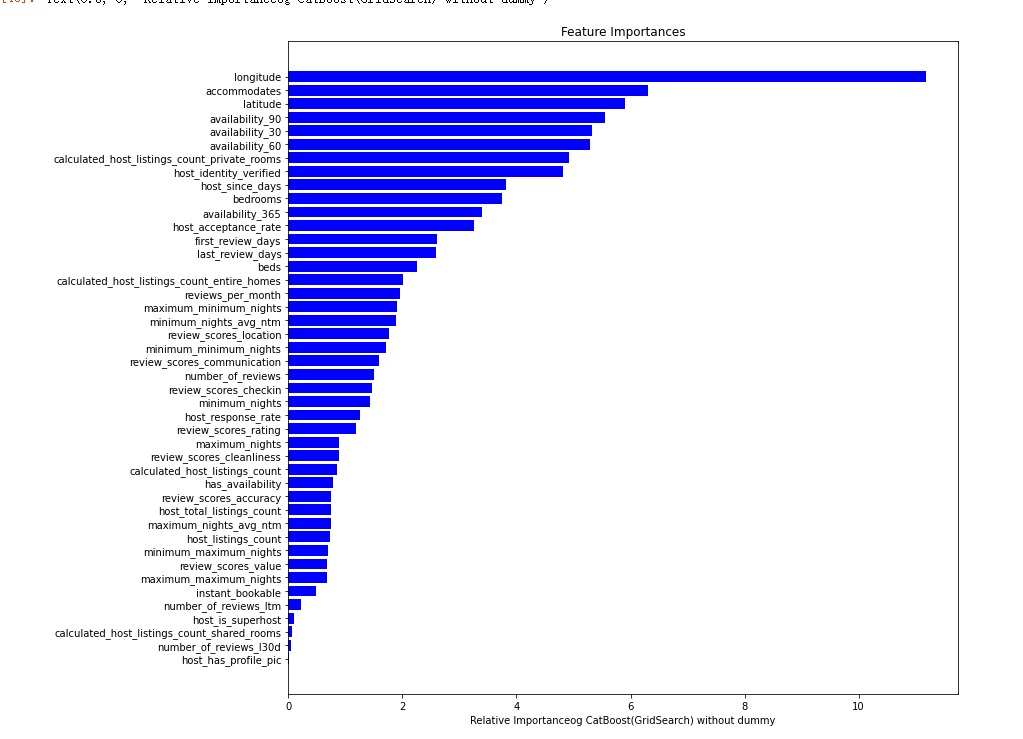 Feature Importances
longitude
accommodates
latitude
availability_90
availability_30
availability_60
calculated_host_listings_count_private_rooms
host_identity_verified
host_since_days
bedrooms
availability_365
host_acceptance_rate
first_review_days
last_review_days
beds
calculated_host_listings_count_entire_homes
reviews_per_month
maximum_minimum_nights
minimum_nights_avg_ntm
review_scores_location
minimum_minimum_nights
review_scores_communication
number_of_reviews
review_scores_checkin
minimum_nights
host_response_rate
review_scores_rating
maximum_nights
review_scores_cleanliness
calculated_host_listings_count
has_availability
review_scores_accuracy
host_total_listings_count
maximum_nights_avg_ntm
host_listings_count
minimum_maximum_nights
review_scores_value
maximum_maximum_nights
instant_bookable
number_of_reviews_ltm
host_is_superhost
calculated_host_listings_count_shared_rooms
number_of_reviews_l30d
host_has_profile_pic
0 2 4 6 8 10
Relative Importanceog CatBoost(GridSearch) without dummy